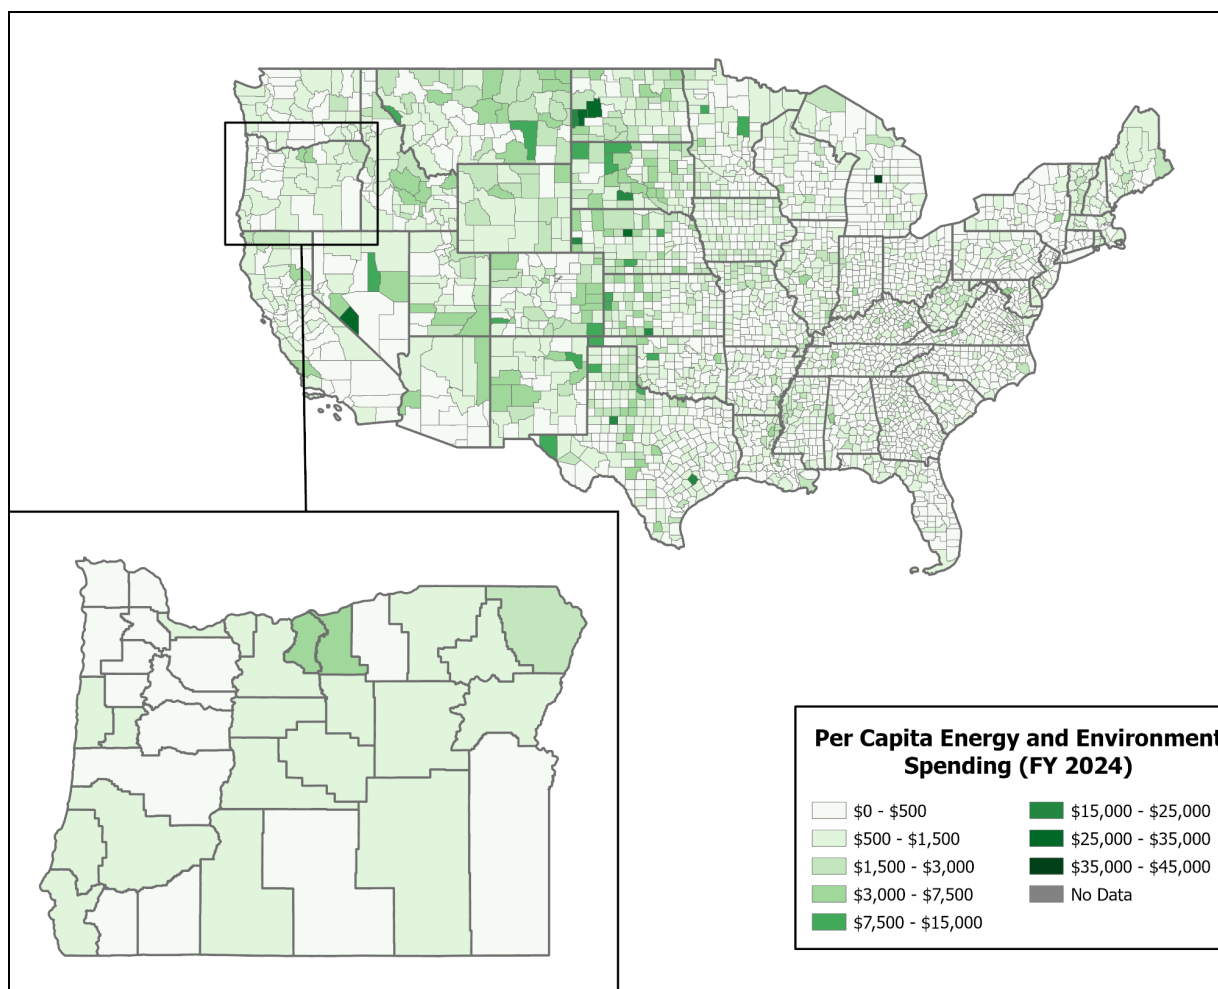 Per Capita Energy and Environment
Spending (FY 2024)
$0 - $500
$500 - $1,500
$1,500 - $3,000
$3,000 - $7,500
$7,500 - $15,000
$15,000 - $25,000
$25,000 - $35,000
$35,000 - $45,000
No Data